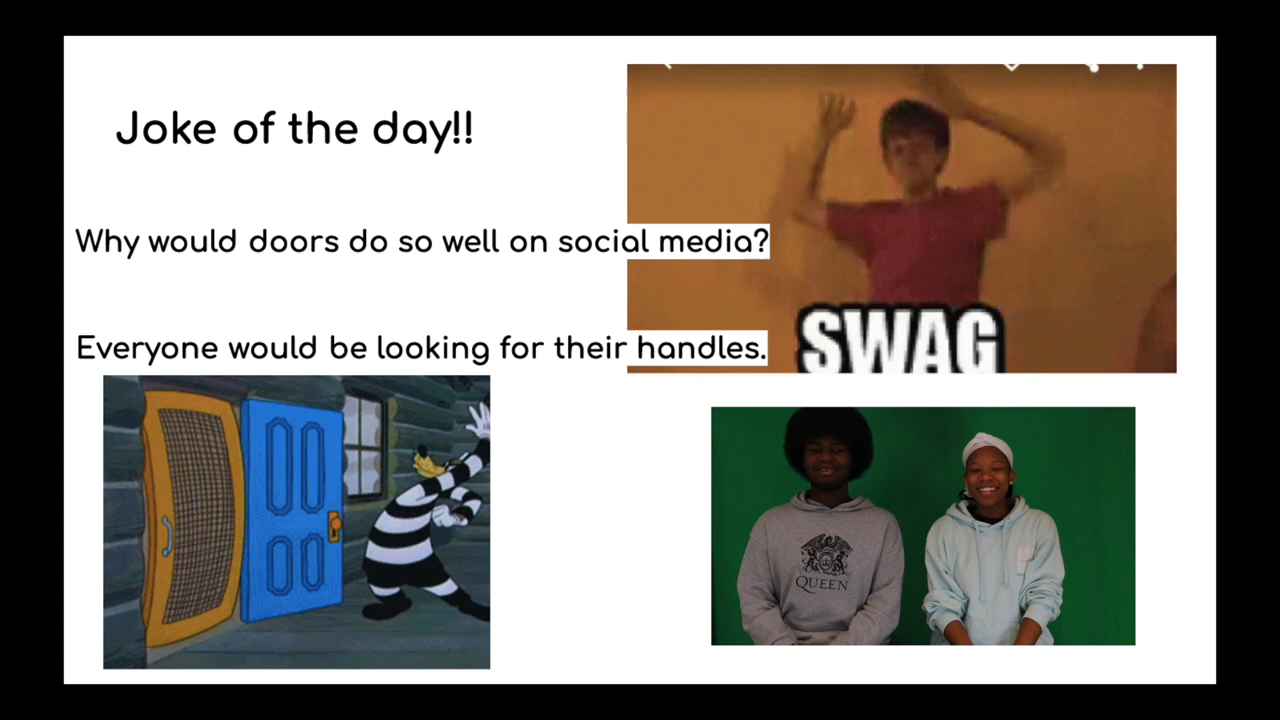 Joke of the day!!
Why would doors do so well on social media?
Everyone would be looking for their handles.
SWAG
QUEEN